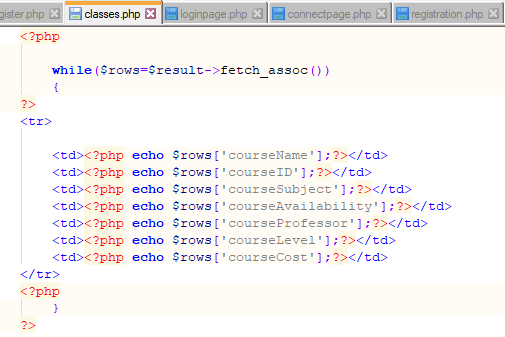 gister.php classes.php loginpage.php connectpage.php registration.php
<?php
while($rows=$result->fetch_assoc())
{
?>
<tr>
<td><?php echo $rows['courseName'];?></td>
<td><?php echo $rows['courseID'];?></td>
<td><?php echo $rows['courseSubject'];?></td>
<td><?php echo $rows['courseAvailability'];?></td>
<td><?php echo $rows['courseProfessor'];?></td>
<td><?php echo $rows['courseLevel'];?></td>
<td><?php echo $rows['courseCost'];?></td>
</tr>
<?php
}
?>